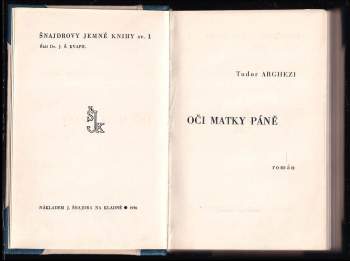 ŠNAJDROVY JEMNÉ KNIHY sv. 1
Řídí Dr. J. Š. KVAPIL
ŠJK
NÁKLADEM J. ŠNAJDRA NA KLADNĚ ● 1936
Tudor ARGHEZI
OČI MATKY PÁNĚ
román